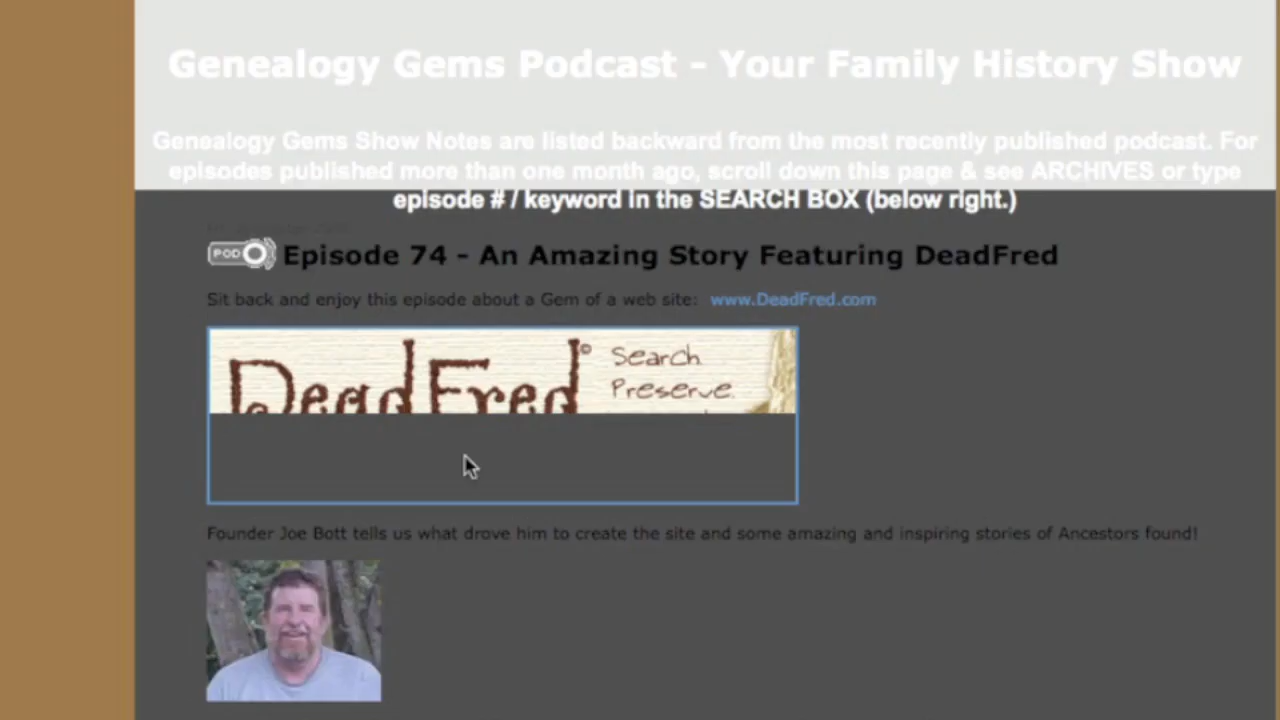 Genealogy Gems Podcast - Your Family History Show
Genealogy Gems Show Notes are listed backward from the most recently published podcast. For
episodes published more than one month ago, scroll down this page & see ARCHIVES or type
episode # / keyword in the SEARCH BOX (below right.)
POD Episode 74 - An Amazing Story Featuring DeadFred
Sit back and enjoy this episode about a Gem of a web site: www.DeadFred.com
DeadFred © Search.
Preserve.
Founder Joe Bott tells us what drove him to create the site and some amazing and inspiring stories of Ancestors found!